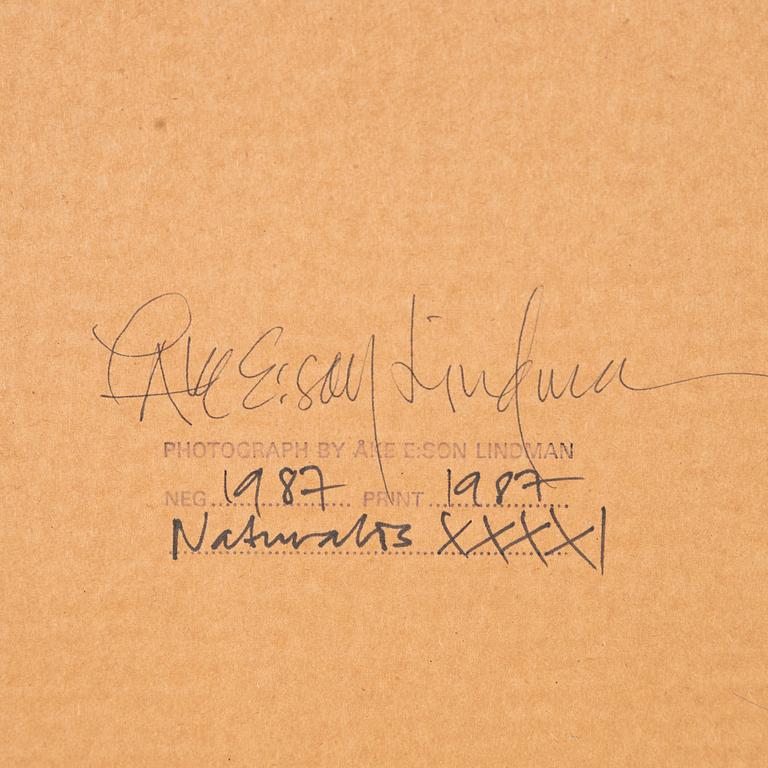 Åke E:son Lindman
PHOTOGRAPH BY ÅKE E:SON LINDMAN
NEG. 1987 PRINT 1987
Naturalis XXXXI